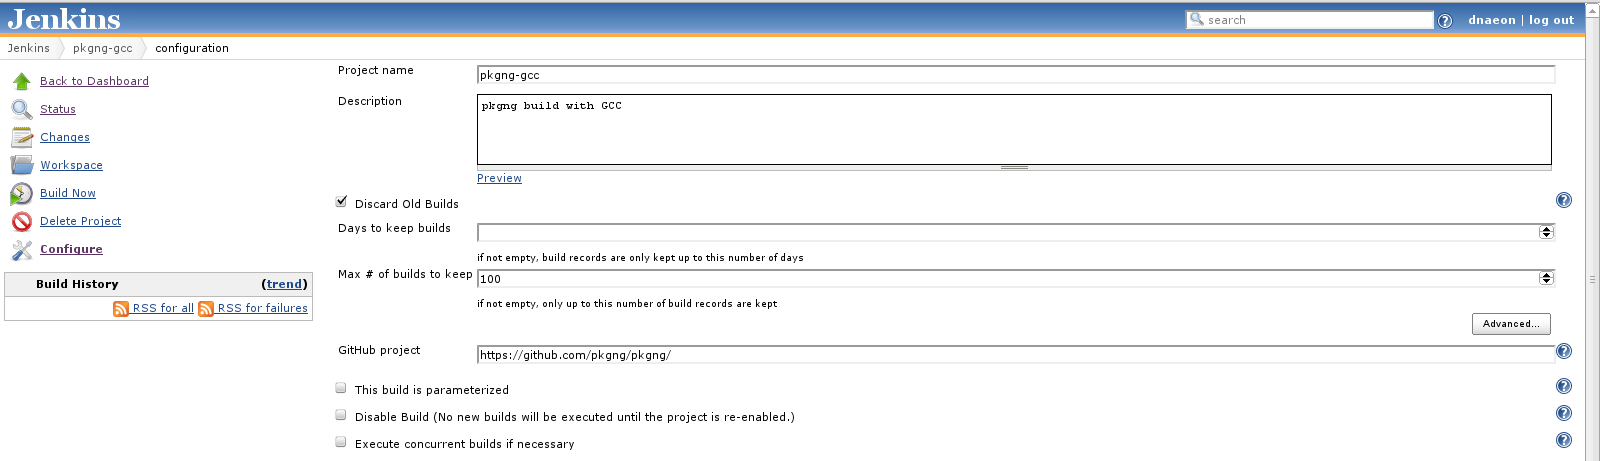 Jenkins
search
dnaeon | log out
Jenkins pkgng-gcc configuration
Back to Dashboard
Status
Changes
Workspace
Build Now
Delete Project
Configure
Build History (trend)
RSS for all RSS for failures
Project name pkgng-gcc
Description pkgng build with GCC
Preview
Discard Old Builds
Days to keep builds
if not empty, build records are only kept up to this number of days
Max # of builds to keep 100
if not empty, only up to this number of build records are kept
Advanced...
GitHub project https://github.com/pkgng/pkgng/
This build is parameterized
Disable Build (No new builds will be executed until the project is re-enabled.)
Execute concurrent builds if necessary